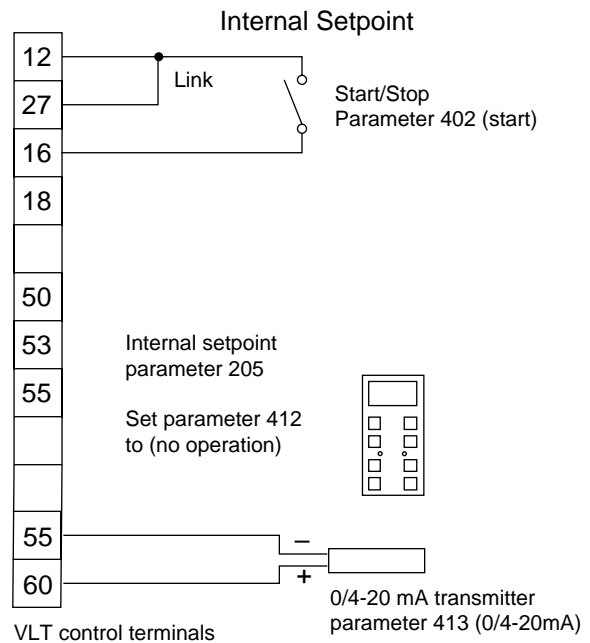 Internal Setpoint
12
Link
27
Start/Stop
Parameter 402 (start)
16
18
50
53
Internal setpoint
parameter 205
55
Set parameter 412
to (no operation)
55
–
+
60
0/4-20 mA transmitter
parameter 413 (0/4-20mA)
VLT control terminals